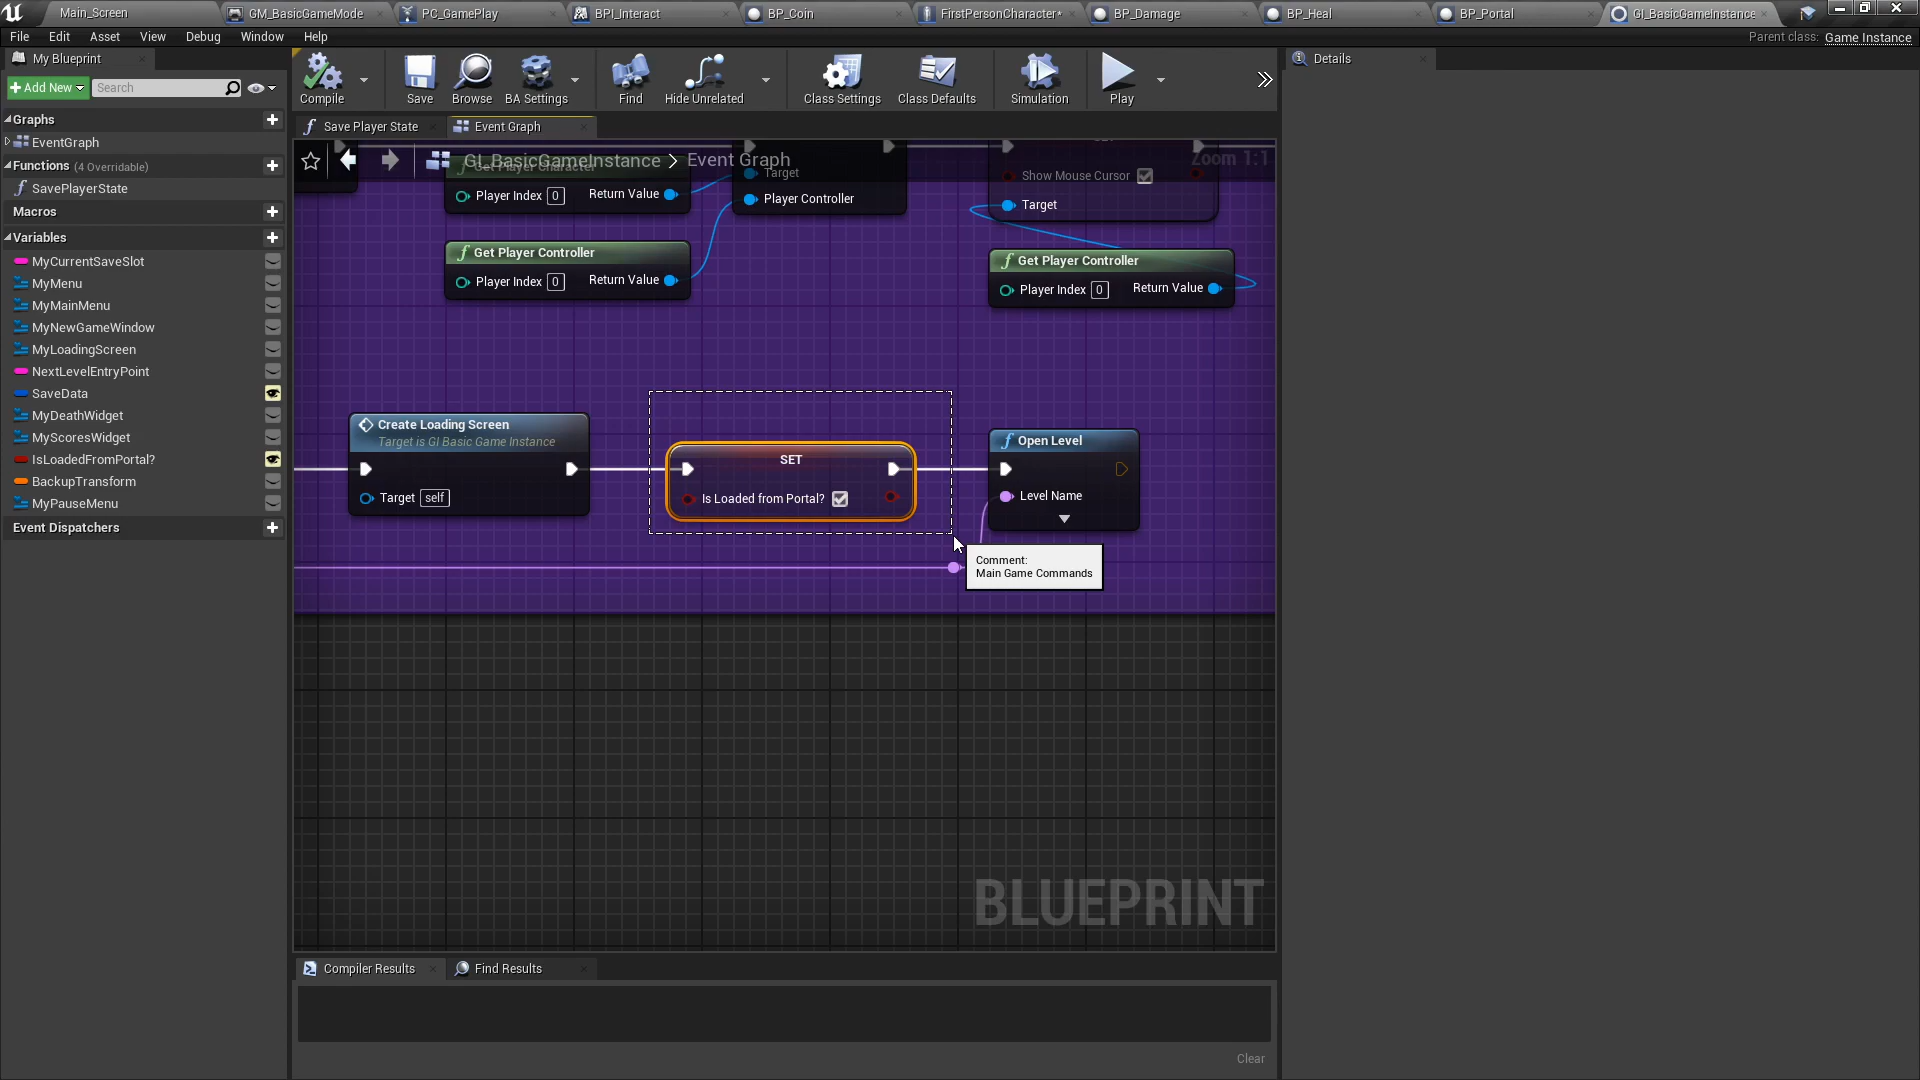 Main_Screen
GM_BasicGameMode
PC_GamePlay
BPI_Interact
BP_Coin
FirstPersonCharacter*
BP_Damage
BP_Heal
BP_Portal
GI_BasicGameInstance
File
Edit
Asset
View
Debug
Window
Help
Parent class: Game Instance
My Blueprint
Details
Add New
Search
Compile
Save
Browse
BA Settings
Find
Hide Unrelated
Class Settings
Class Defaults
Simulation
Play
Graphs
EventGraph
Functions (4 Overridable)
SavePlayerState
Macros
Variables
MyCurrentSaveSlot
MyMenu
MyMainMenu
MyNewGameWindow
MyLoadingScreen
NextLevelEntryPoint
SaveData
MyDeathWidget
MyScoresWidget
IsLoadedFromPortal?
BackupTransform
MyPauseMenu
Event Dispatchers
Save Player State
Event Graph
GI_BasicGameInstance > Event Graph
Zoom 1:1
Get Player Character
Player Index 0
Return Value
Target
Player Controller
SET
Show Mouse Cursor
Target
Get Player Controller
Player Index 0
Return Value
Get Player Controller
Player Index 0
Return Value
Create Loading Screen
Target is GI Basic Game Instance
Target self
SET
Is Loaded from Portal?
Open Level
Level Name
Comment:
Main Game Commands
BLUEPRINT
Compiler Results
Find Results
Clear